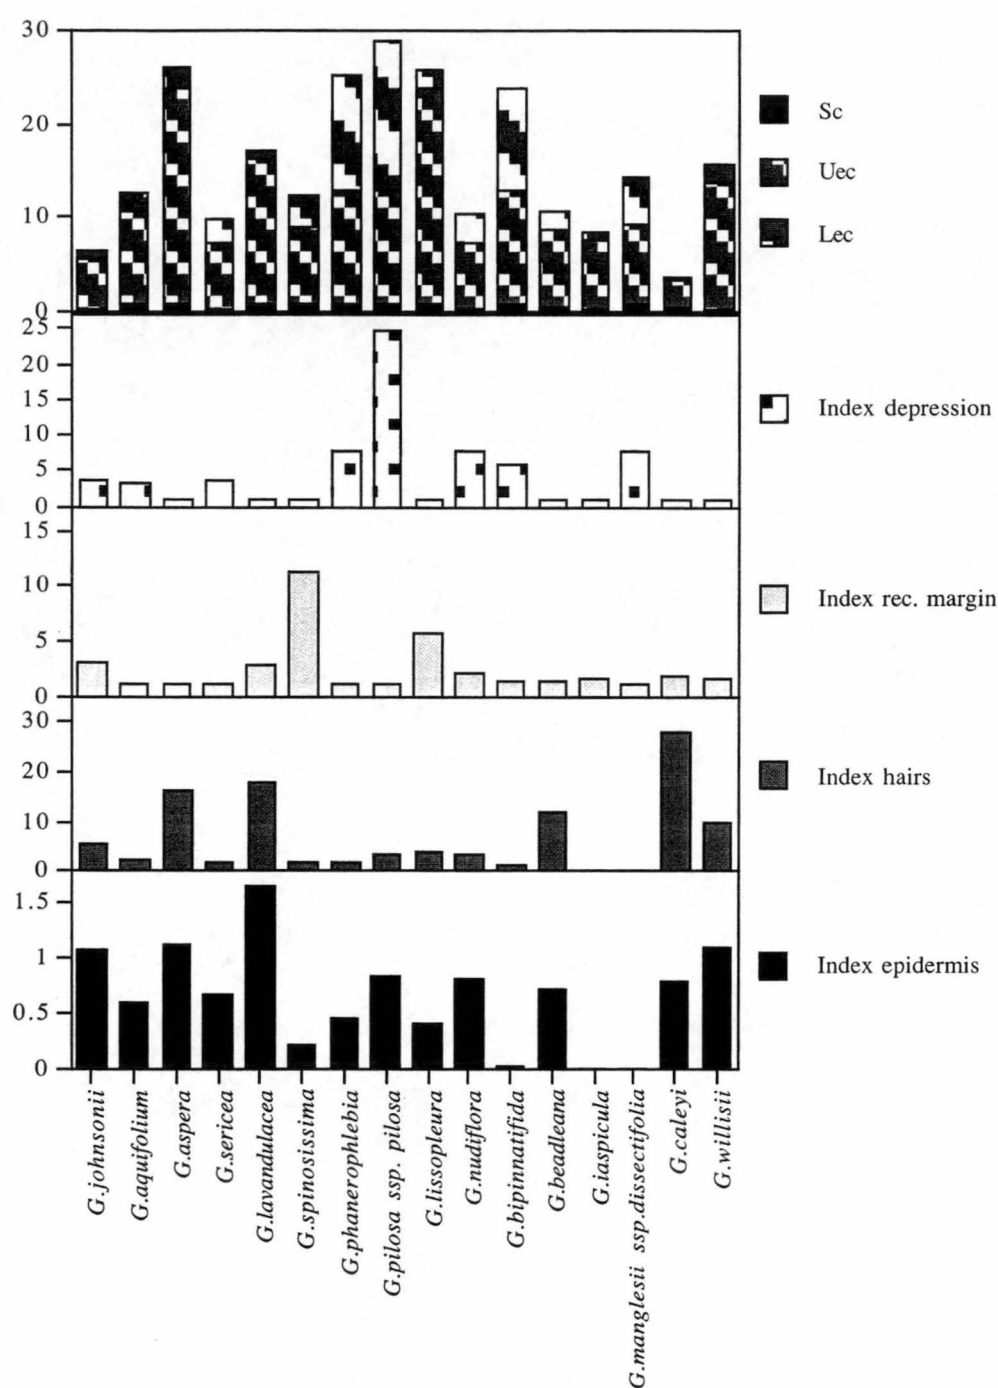 30
20
10
0
Sc
Uec
Lec
25
20
15
10
5
0
Index depression
15
10
5
0
Index rec. margin
30
20
10
0
Index hairs
1.5
1
0.5
0
Index epidermis
G.johnsonii
G.aquifolium
G.aspera
G.sericea
G.lavandulacea
G.spinosissima
G.phanerophlebia
G.pilosa ssp. pilosa
G.lissopleura
G.nudiflora
G.bipinnatifida
G.beadleana
G.iaspicula
G.manglesii ssp.dissectifolia
G.caleyi
G.willisii